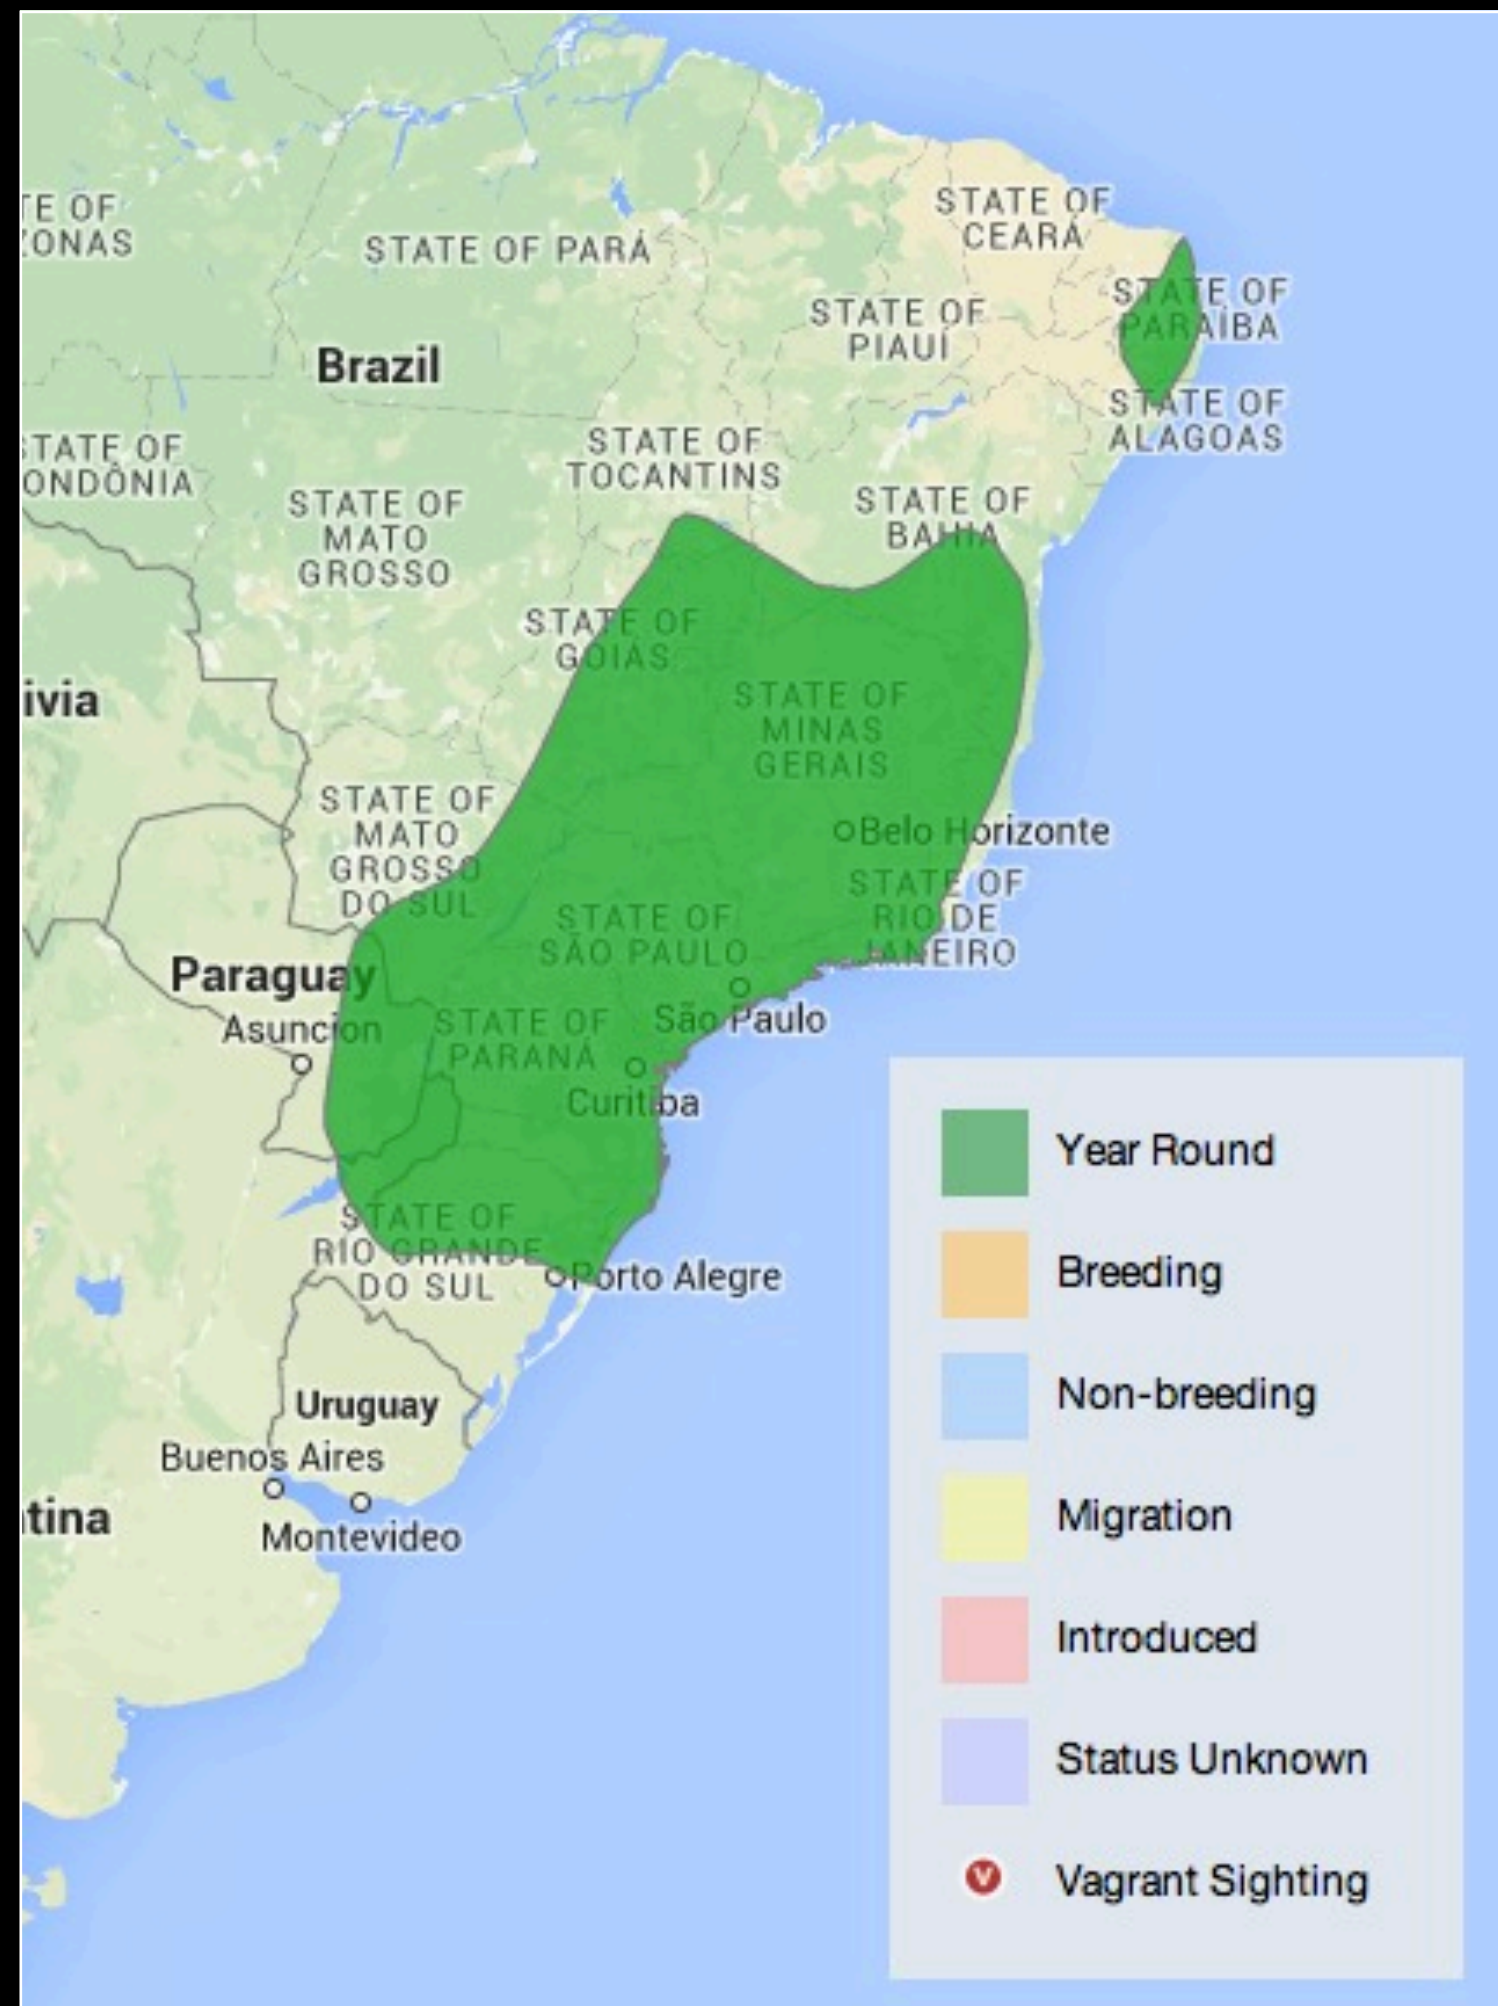 TE OF
ZONAS
STATE OF PARÁ
STATE OF
CEARÁ
STATE OF
PARAÍBA
STATE OF
PIAUÍ
Brazil
STATE OF
ALAGOAS
STATE OF
TOCANTINS
TATE OF
ONDÔNIA
STATE OF
MATO
GROSSO
STATE OF
BAHIA
STATE OF
GOIÁS
ivia
STATE OF
MINAS
GERAIS
STATE OF
MATO
GROSSO
DO SUL
Belo Horizonte
STATE OF
RIO DE
JANEIRO
STATE OF
SÃO PAULO
Paraguay
Asuncion
STATE OF
PARANÁ
São Paulo
Curitiba
STATE OF
RIO GRANDE
DO SUL
Porto Alegre
Uruguay
Buenos Aires
Montevideo
tina
Year Round
Breeding
Non-breeding
Migration
Introduced
Status Unknown
V
Vagrant Sighting